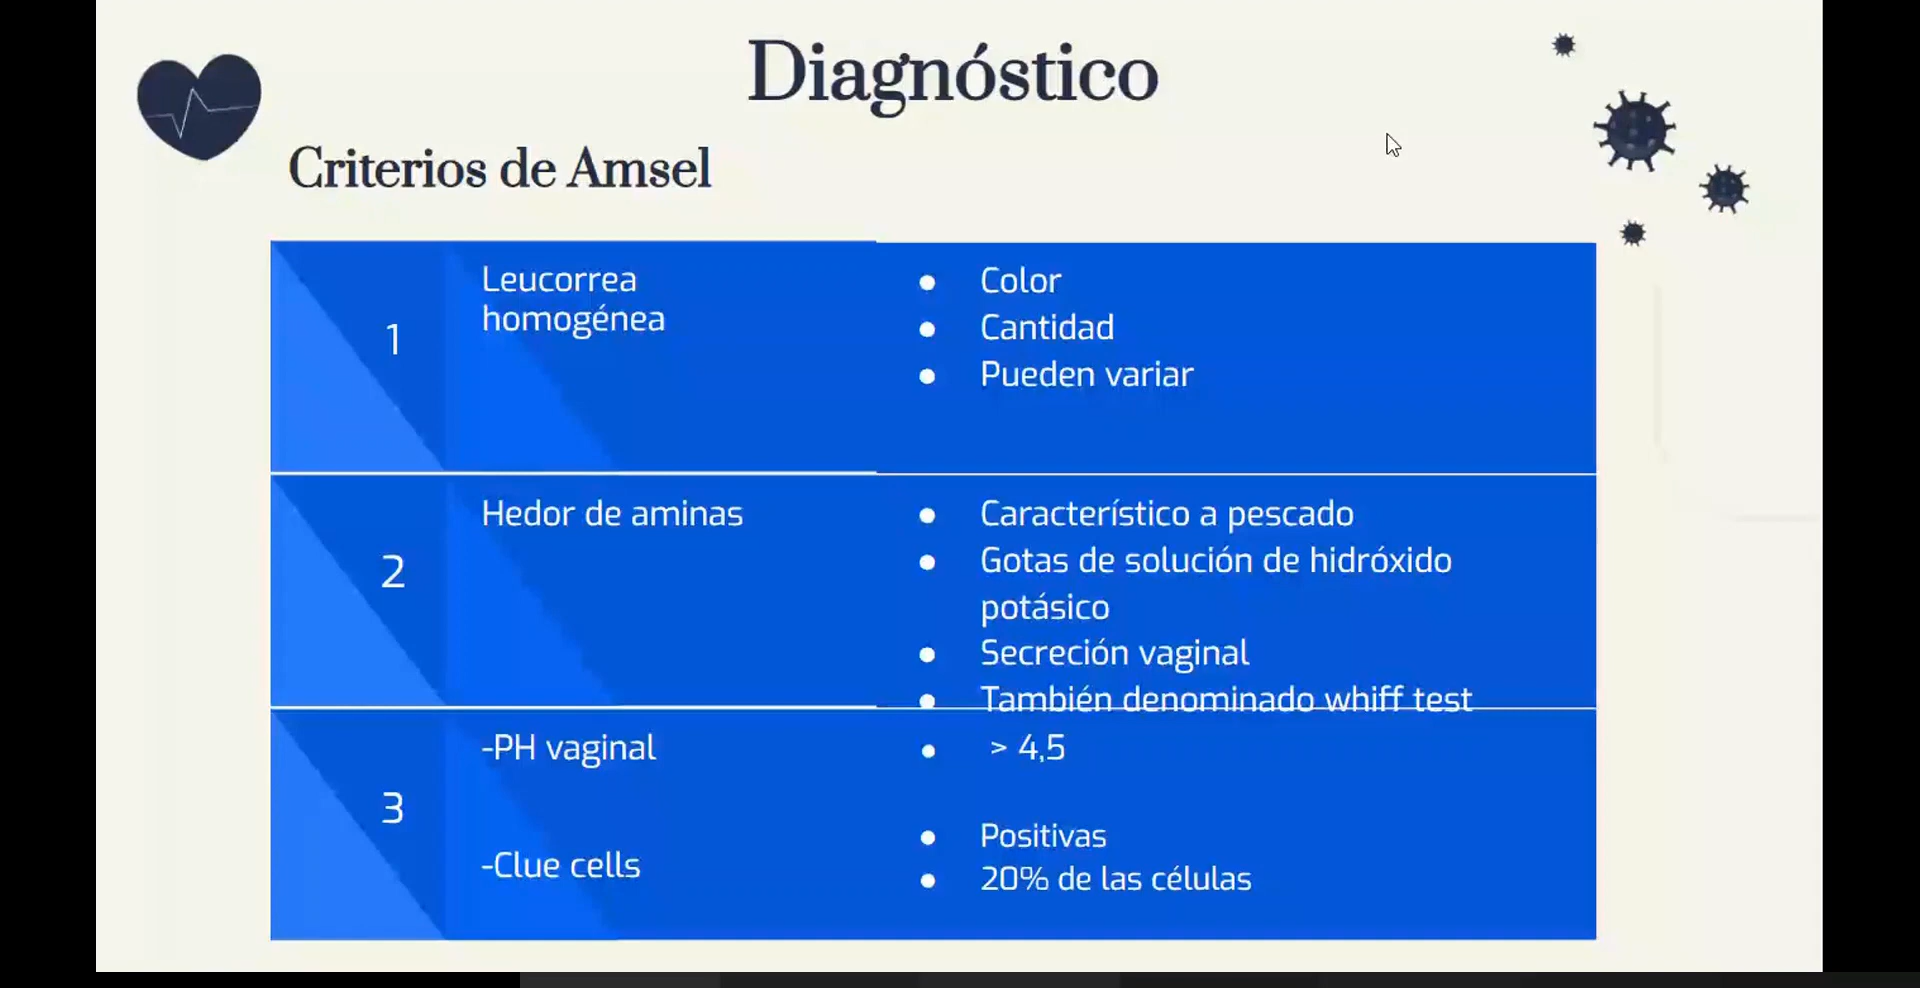 Diagnóstico
Criterios de Amsel
1
Leucorrea
homogénea
● Color
● Cantidad
● Pueden variar
2
Hedor de aminas
● Característico a pescado
● Gotas de solución de hidróxido
potásico
● Secreción vaginal
● También denominado whiff test
3
-PH vaginal
● > 4,5
-Clue cells
● Positivas
● 20% de las células